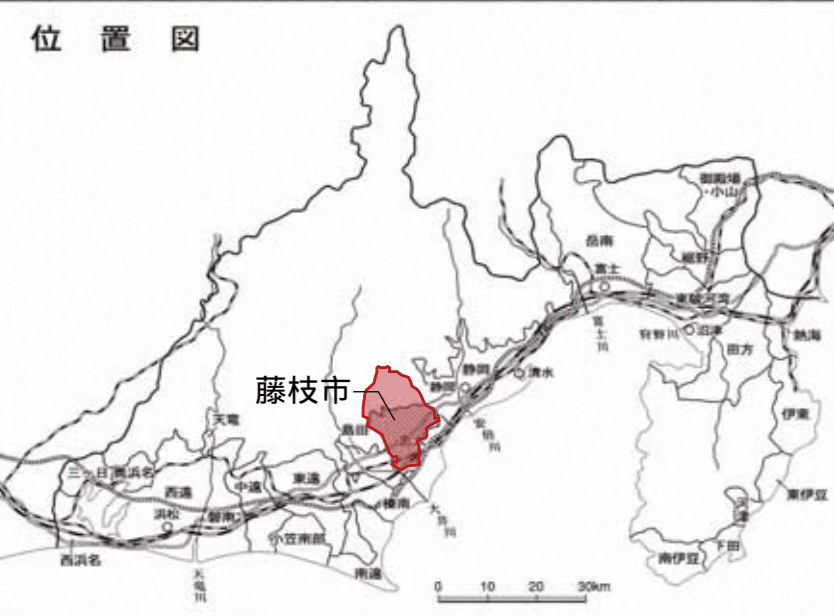 位置図
御殿場
・小山
岳南
裾野
富士
東駿河湾
沼津
狩野川
富士川
熱海
田方
静岡
静岡
清水
藤枝市
安倍川
伊東
島田
天竜
三ヶ日
奥浜名
西遠
中遠
東遠
東伊豆
浜松
磐南
榛南
大井川
河津
小笠南部
下田
西浜名
南伊豆
南遠
天竜川
0 10 20 30km